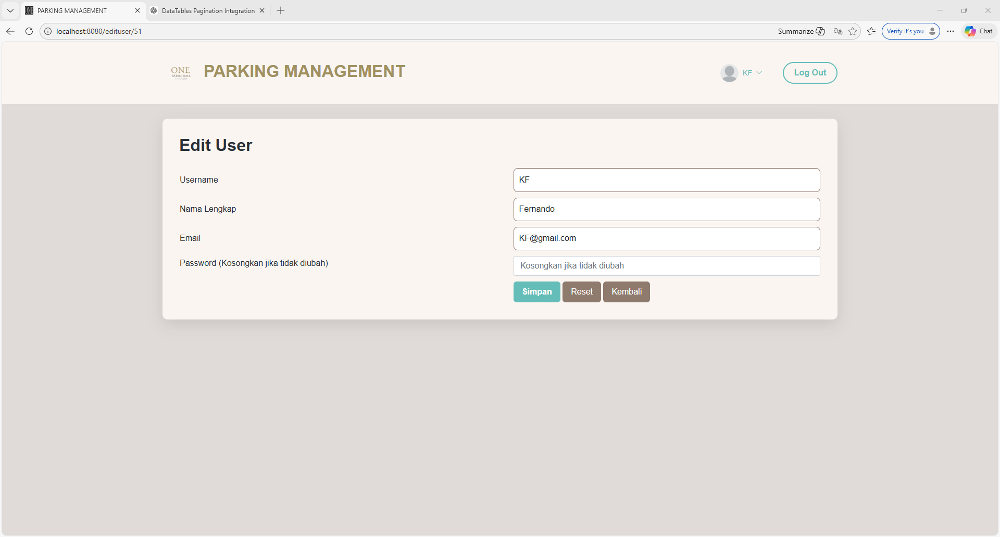 PARKING MANAGEMENT
DataTables Pagination Integration
localhost:8080/edituser/51
Summarize
Verify it's you
Chat
ONE
BATAM MALL
PARKING MANAGEMENT
KF
Log Out
Edit User
Username
KF
Nama Lengkap
Fernando
Email
KF@gmail.com
Password (Kosongkan jika tidak diubah)
Kosongkan jika tidak diubah
Simpan
Reset
Kembali